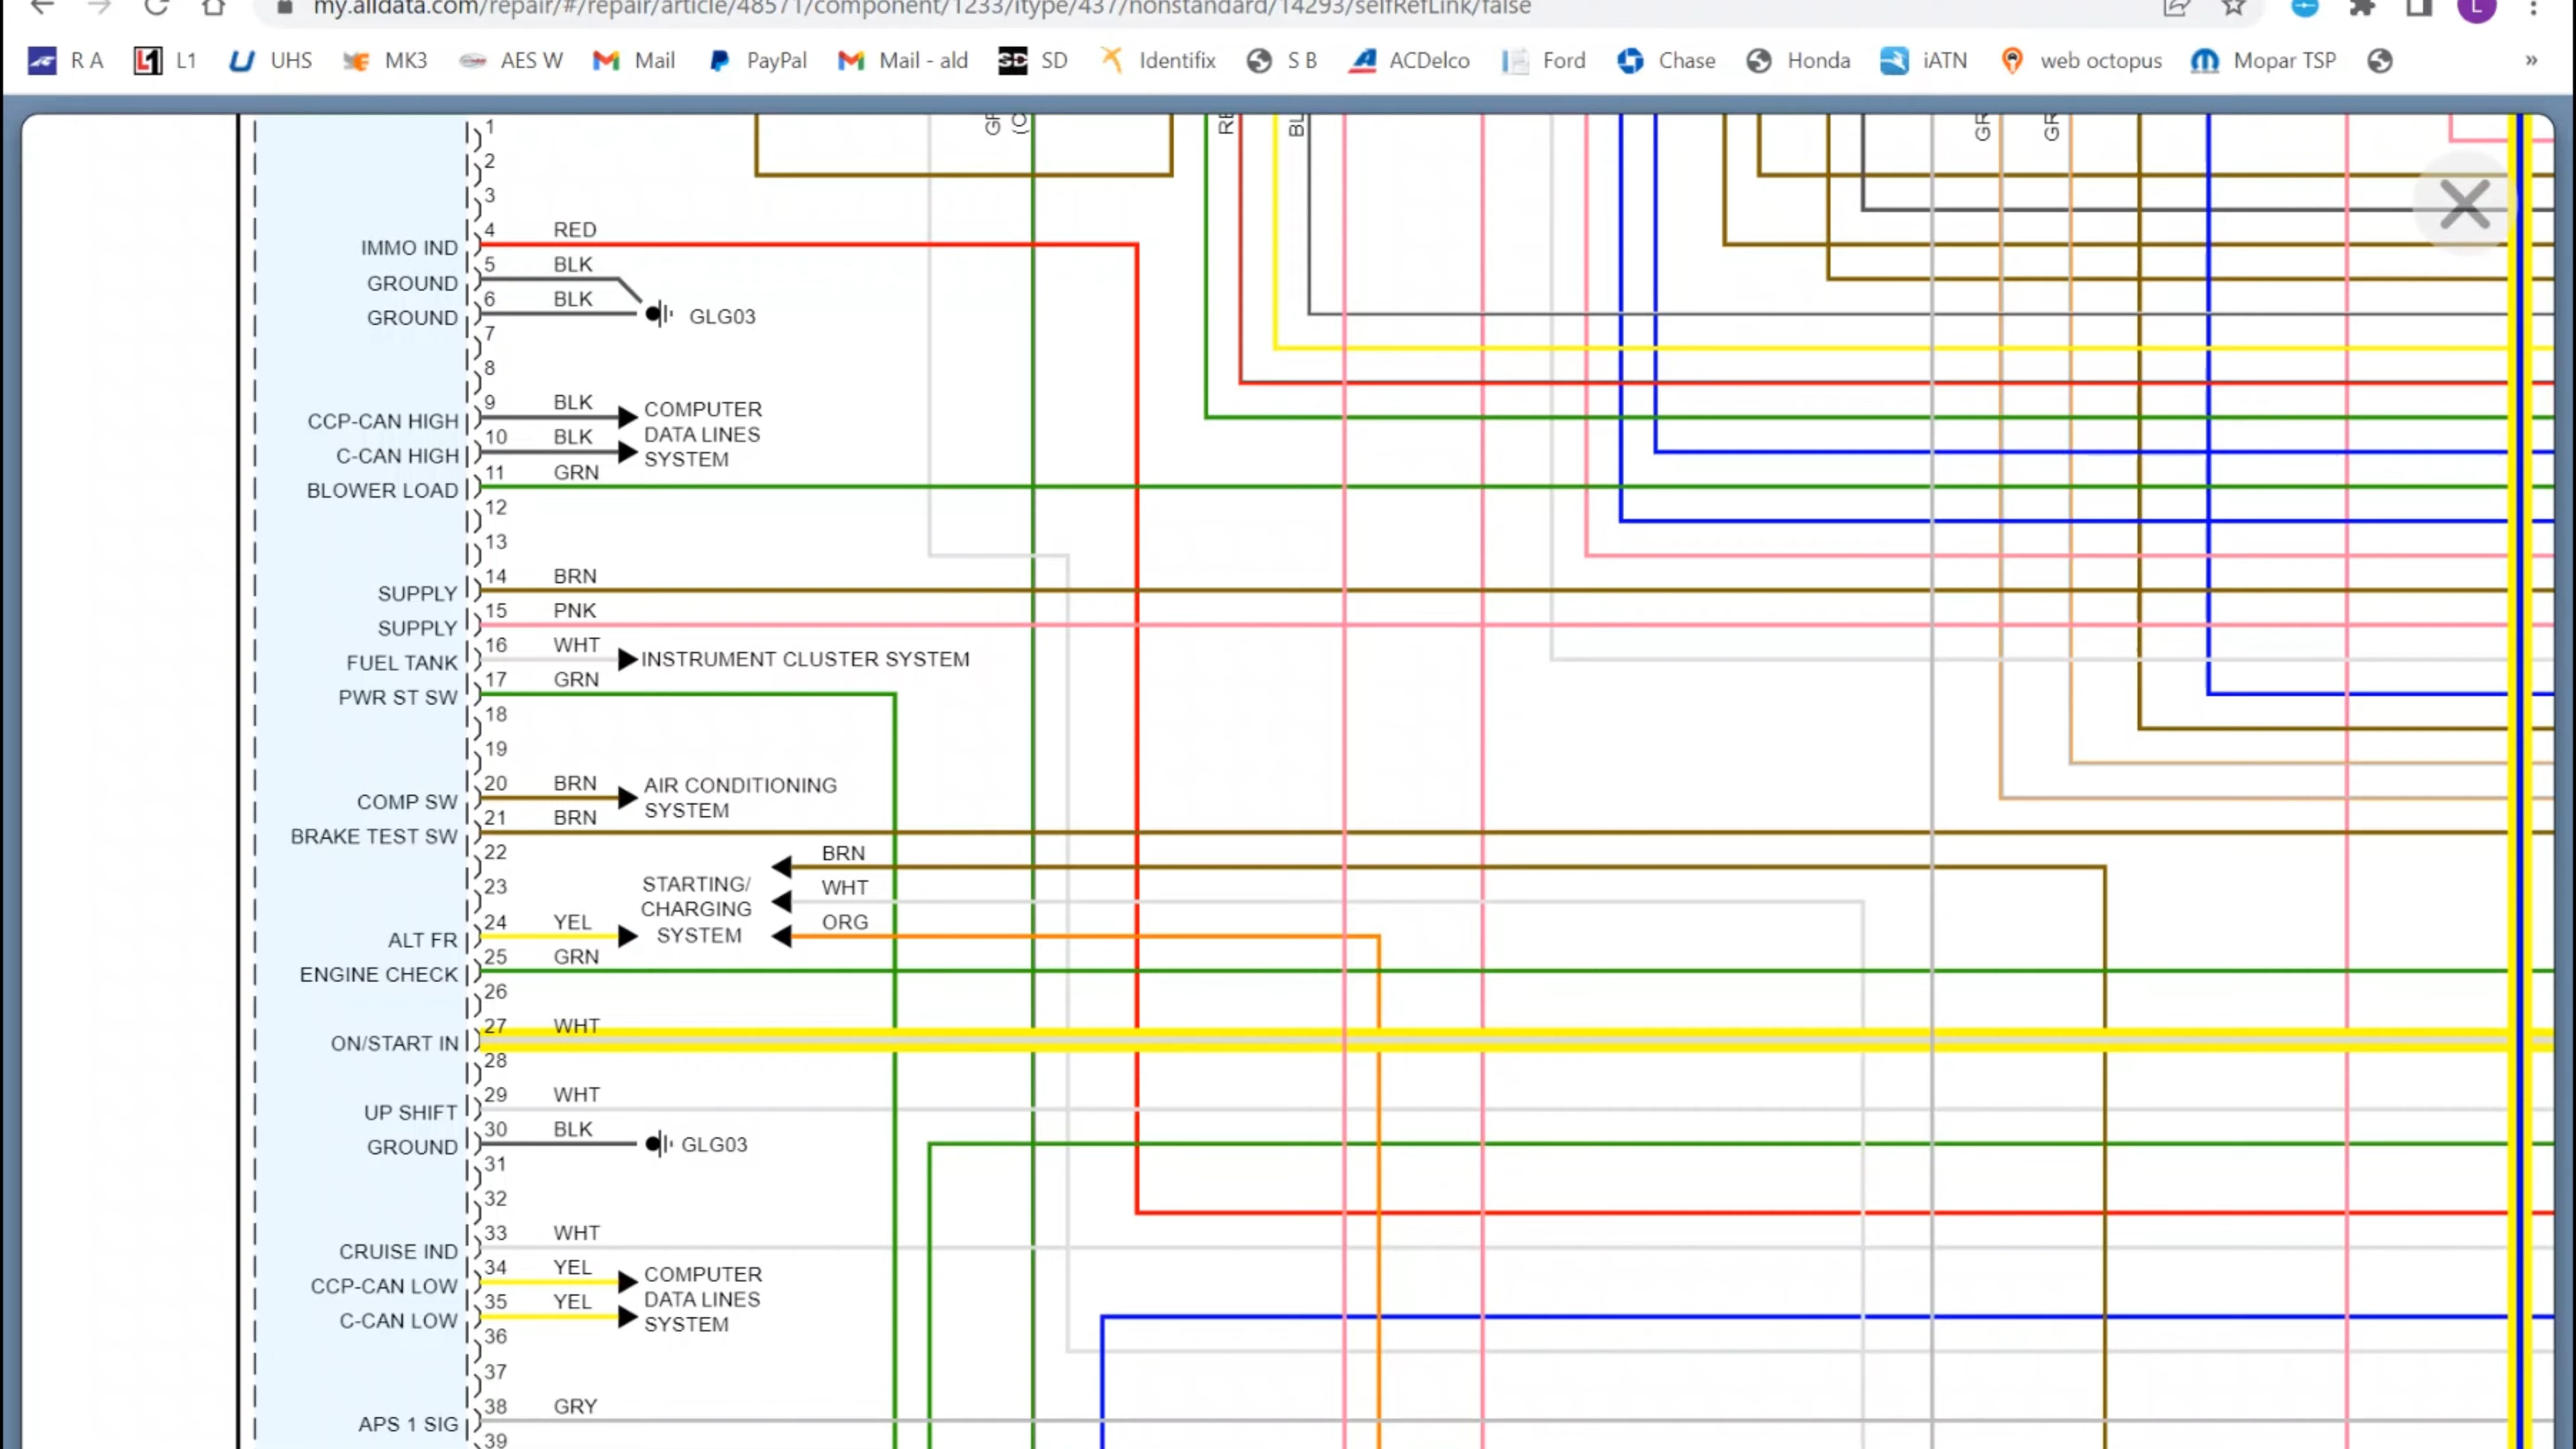 my.alldata.com/repair/#/repair/article/48571/component/1233/itype/437/nonstandard/14293/selfRefLink/false
L
R A L1 UHS MK3 AES W Mail PayPal Mail - ald SD Identifix S B ACDelco Ford Chase Honda iATN web octopus Mopar TSP »
1
2
3
4 RED
IMMO IND
5 BLK
GROUND
6 BLK
GROUND
GLG03
7
8
9 BLK
CCP-CAN HIGH
10 BLK
C-CAN HIGH
COMPUTER
DATA LINES
SYSTEM
11 GRN
BLOWER LOAD
12
13
14 BRN
SUPPLY
15 PNK
SUPPLY
16 WHT
FUEL TANK
INSTRUMENT CLUSTER SYSTEM
17 GRN
PWR ST SW
18
19
20 BRN
COMP SW
AIR CONDITIONING
SYSTEM
21 BRN
BRAKE TEST SW
22
23
BRN
WHT
ORG
STARTING/
CHARGING
SYSTEM
24 YEL
ALT FR
25 GRN
ENGINE CHECK
26
27 WHT
ON/START IN
28
29 WHT
UP SHIFT
30 BLK
GROUND
GLG03
31
32
33 WHT
CRUISE IND
34 YEL
CCP-CAN LOW
35 YEL
C-CAN LOW
COMPUTER
DATA LINES
SYSTEM
36
37
38 GRY
APS 1 SIG
39